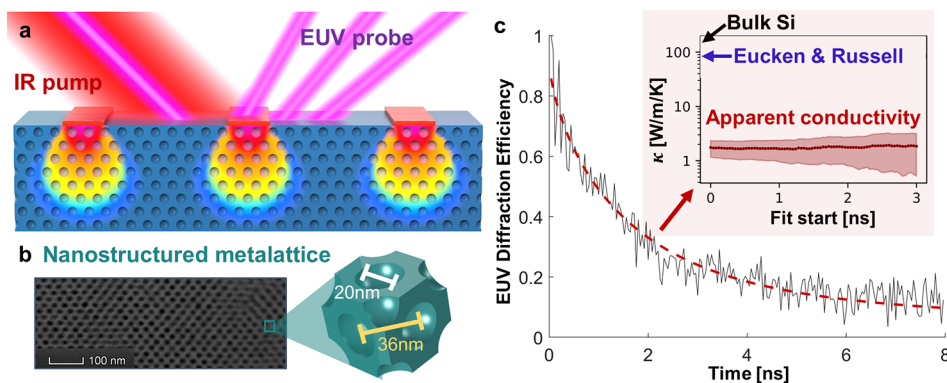 a
EUV probe
IR pump
b Nanostructured metalattice
20nm
36nm
100 nm
c
EUV Diffraction Efficiency
1
0.8
0.6
0.4
0.2
0
0
2
4
6
8
Time [ns]
Bulk Si
Eucken & Russell
Apparent conductivity
κ [W/m/K]
100
10
1
0
1
2
3
Fit start [ns]